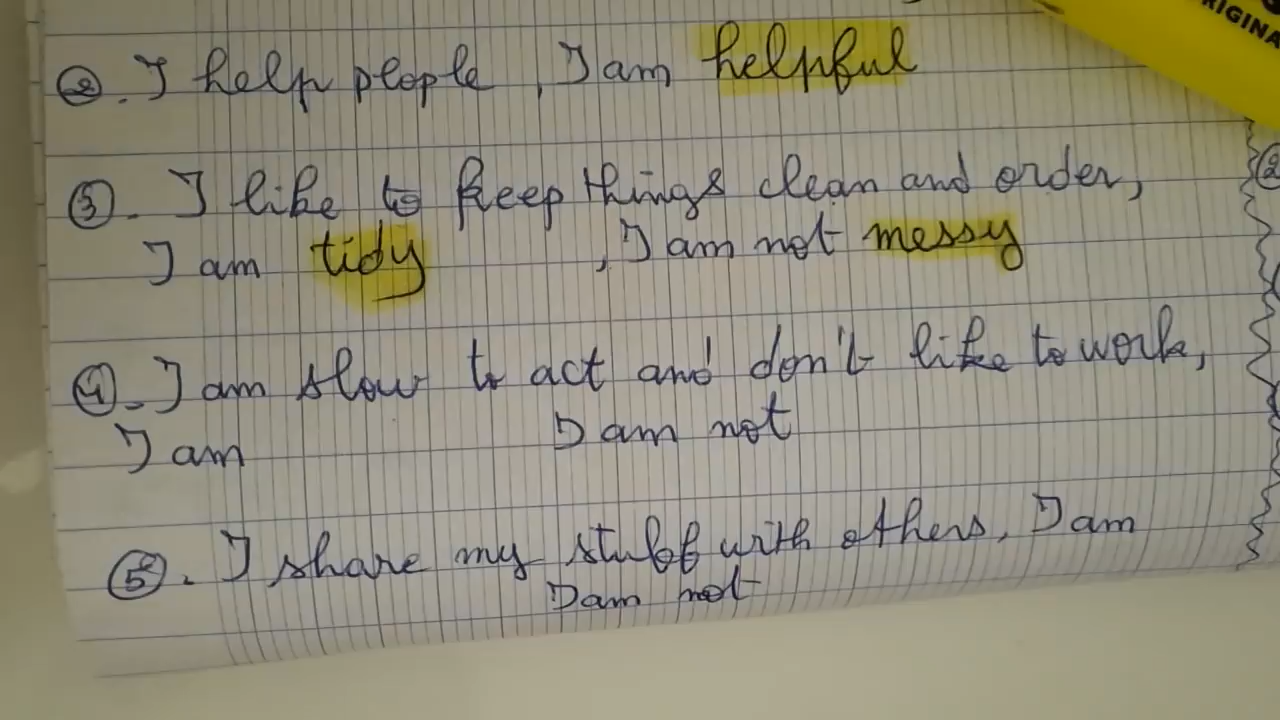 ②. I help people, I am helpful
③. I like to keep things clean and order,
I am tidy , I am not messy
④. I am slow to act and don't like to work,
I am I am not
⑤. I share my stuff with others, I am
I am not
②